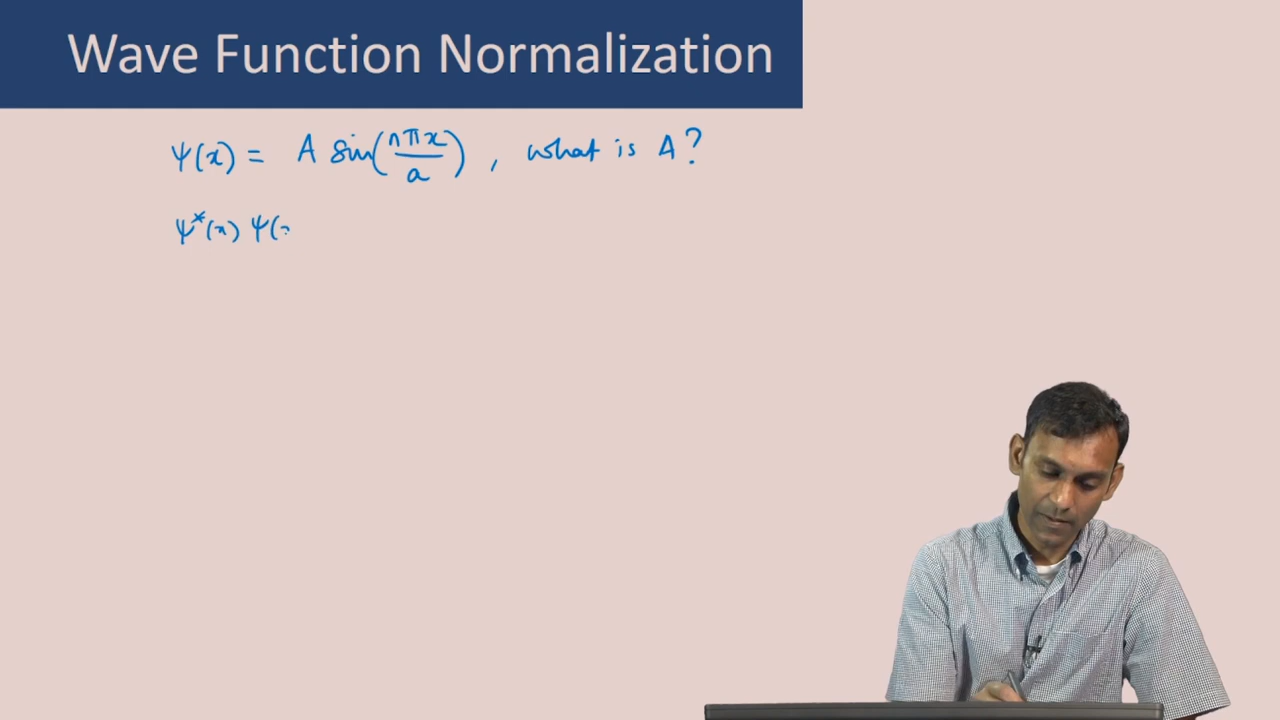 Wave Function Normalization
ψ(x) = A sin(nπx/a), what is A?
ψ*(x) ψ(